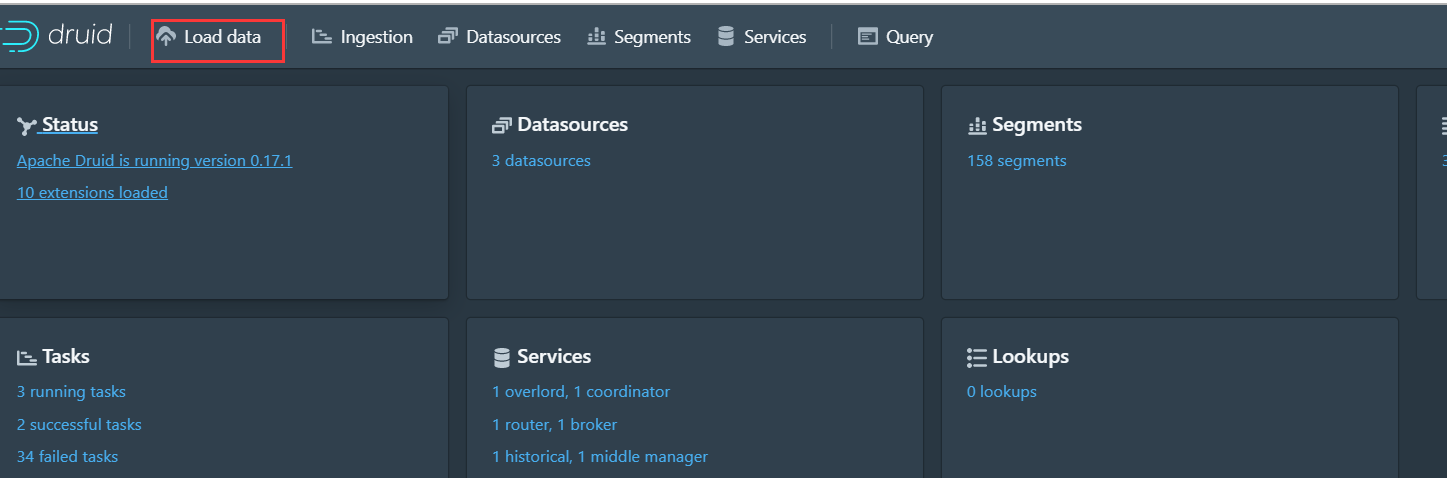 druid Load data Ingestion Datasources Segments Services Query
Status
Apache Druid is running version 0.17.1
10 extensions loaded
Datasources
3 datasources
Segments
158 segments
Tasks
3 running tasks
2 successful tasks
34 failed tasks
Services
1 overlord, 1 coordinator
1 router, 1 broker
1 historical, 1 middle manager
Lookups
0 lookups